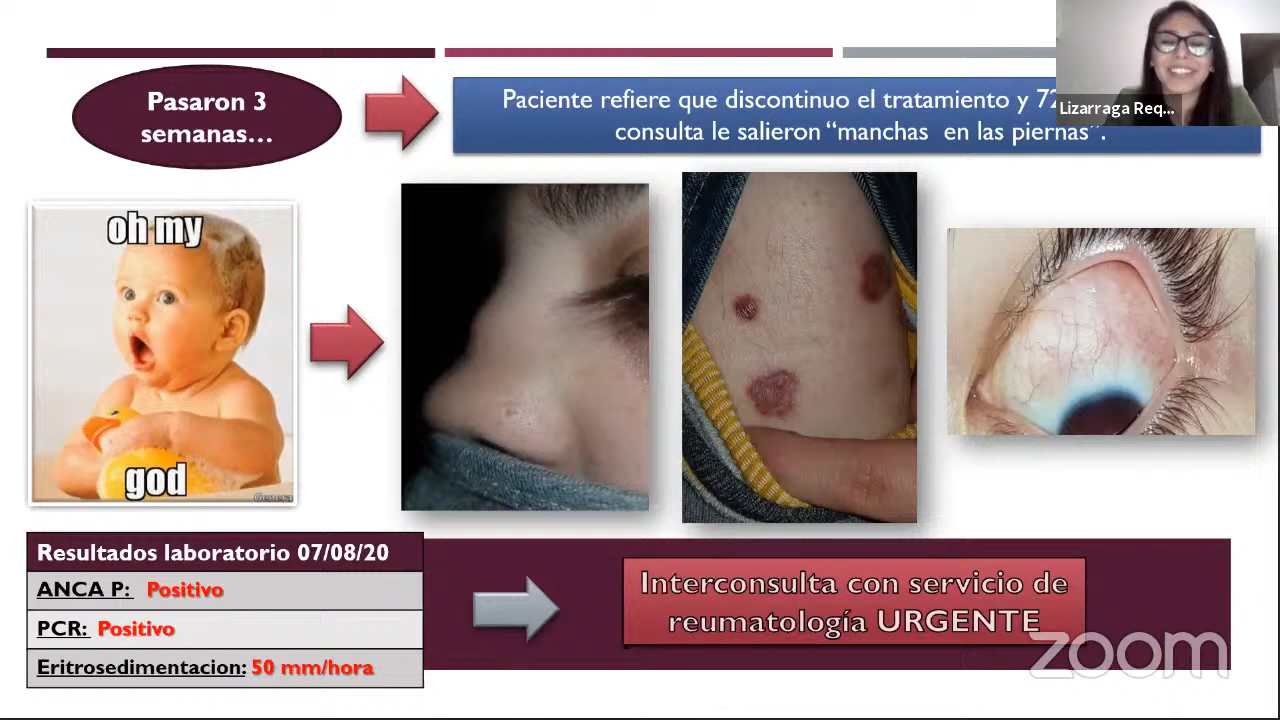 Pasaron 3
semanas...
Paciente refiere que discontinuo el tratamiento y 72
consulta le salieron “manchas en las piernas”.
Lizarraga Req...
oh my
god
Resultados laboratorio 07/08/20
ANCA P: Positivo
PCR: Positivo
Eritrosedimentacion: 50 mm/hora
Interconsulta con servicio de
reumatología URGENTE
zoom